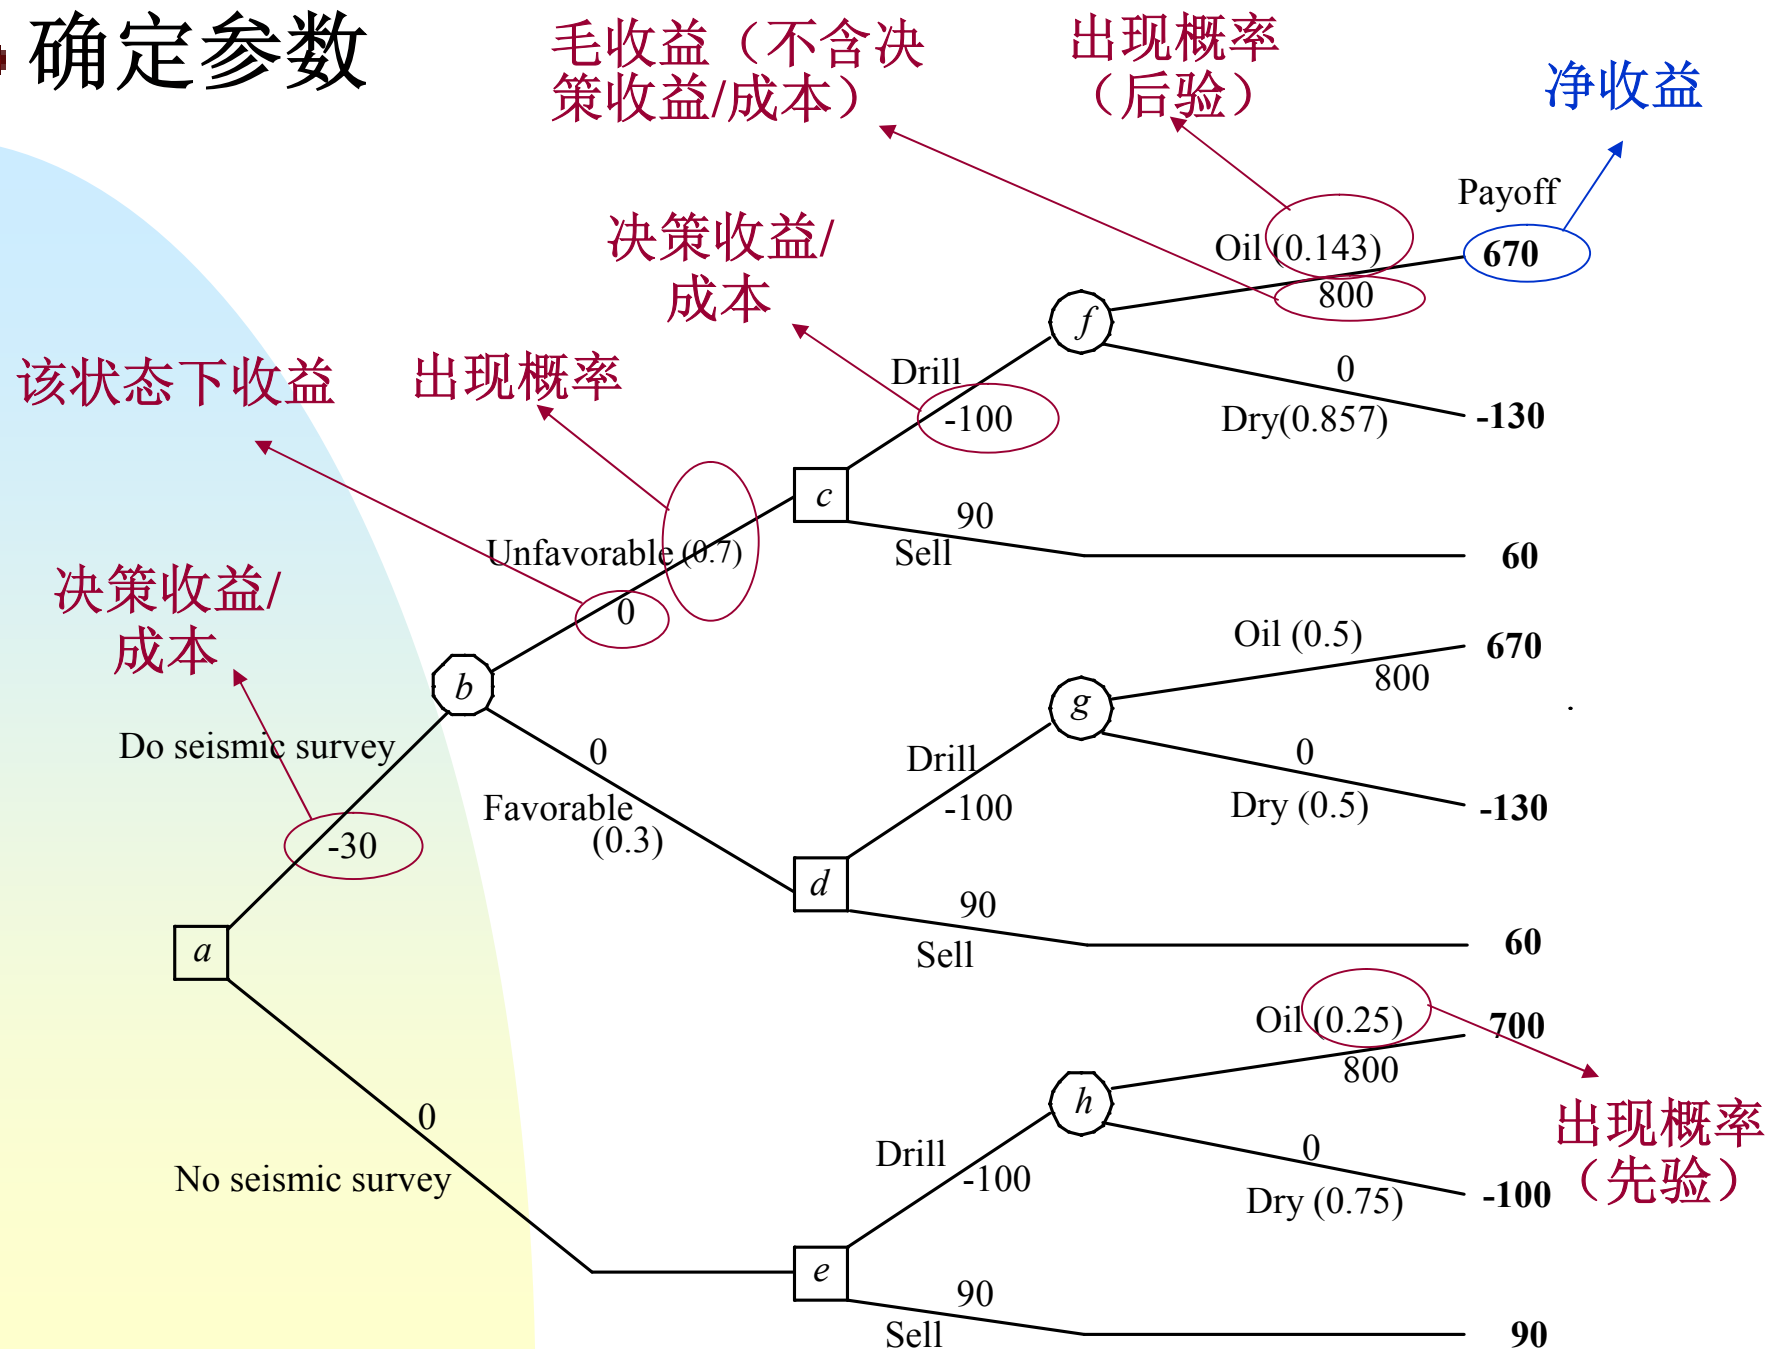 确定参数
毛收益（不含决
策收益/成本）
出现概率
（后验）
净收益
Payoff
决策收益/
成本
Oil (0.143)
670
800
f
该状态下收益
出现概率
Drill
-100
0
Dry(0.857)
-130
c
90
Sell
60
Unfavorable (0.7)
0
决策收益/
成本
b
Oil (0.5)
670
800
g
.
Do seismic survey
-30
0
Favorable
(0.3)
Drill
-100
0
Dry (0.5)
-130
d
90
Sell
60
a
Oil (0.25)
700
800
h
出现概率
（先验）
0
No seismic survey
Drill
-100
0
Dry (0.75)
-100
e
90
Sell
90